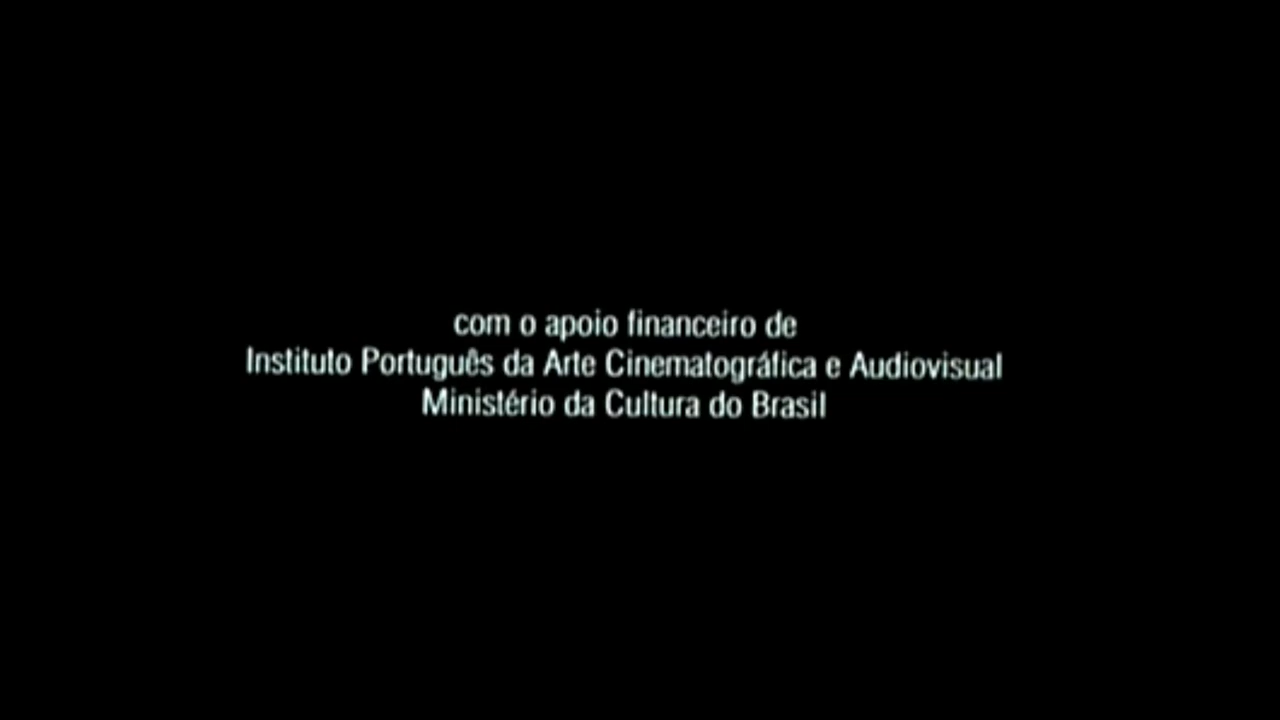 com o apoio financeiro de
Instituto Português da Arte Cinematográfica e Audiovisual
Ministério da Cultura do Brasil